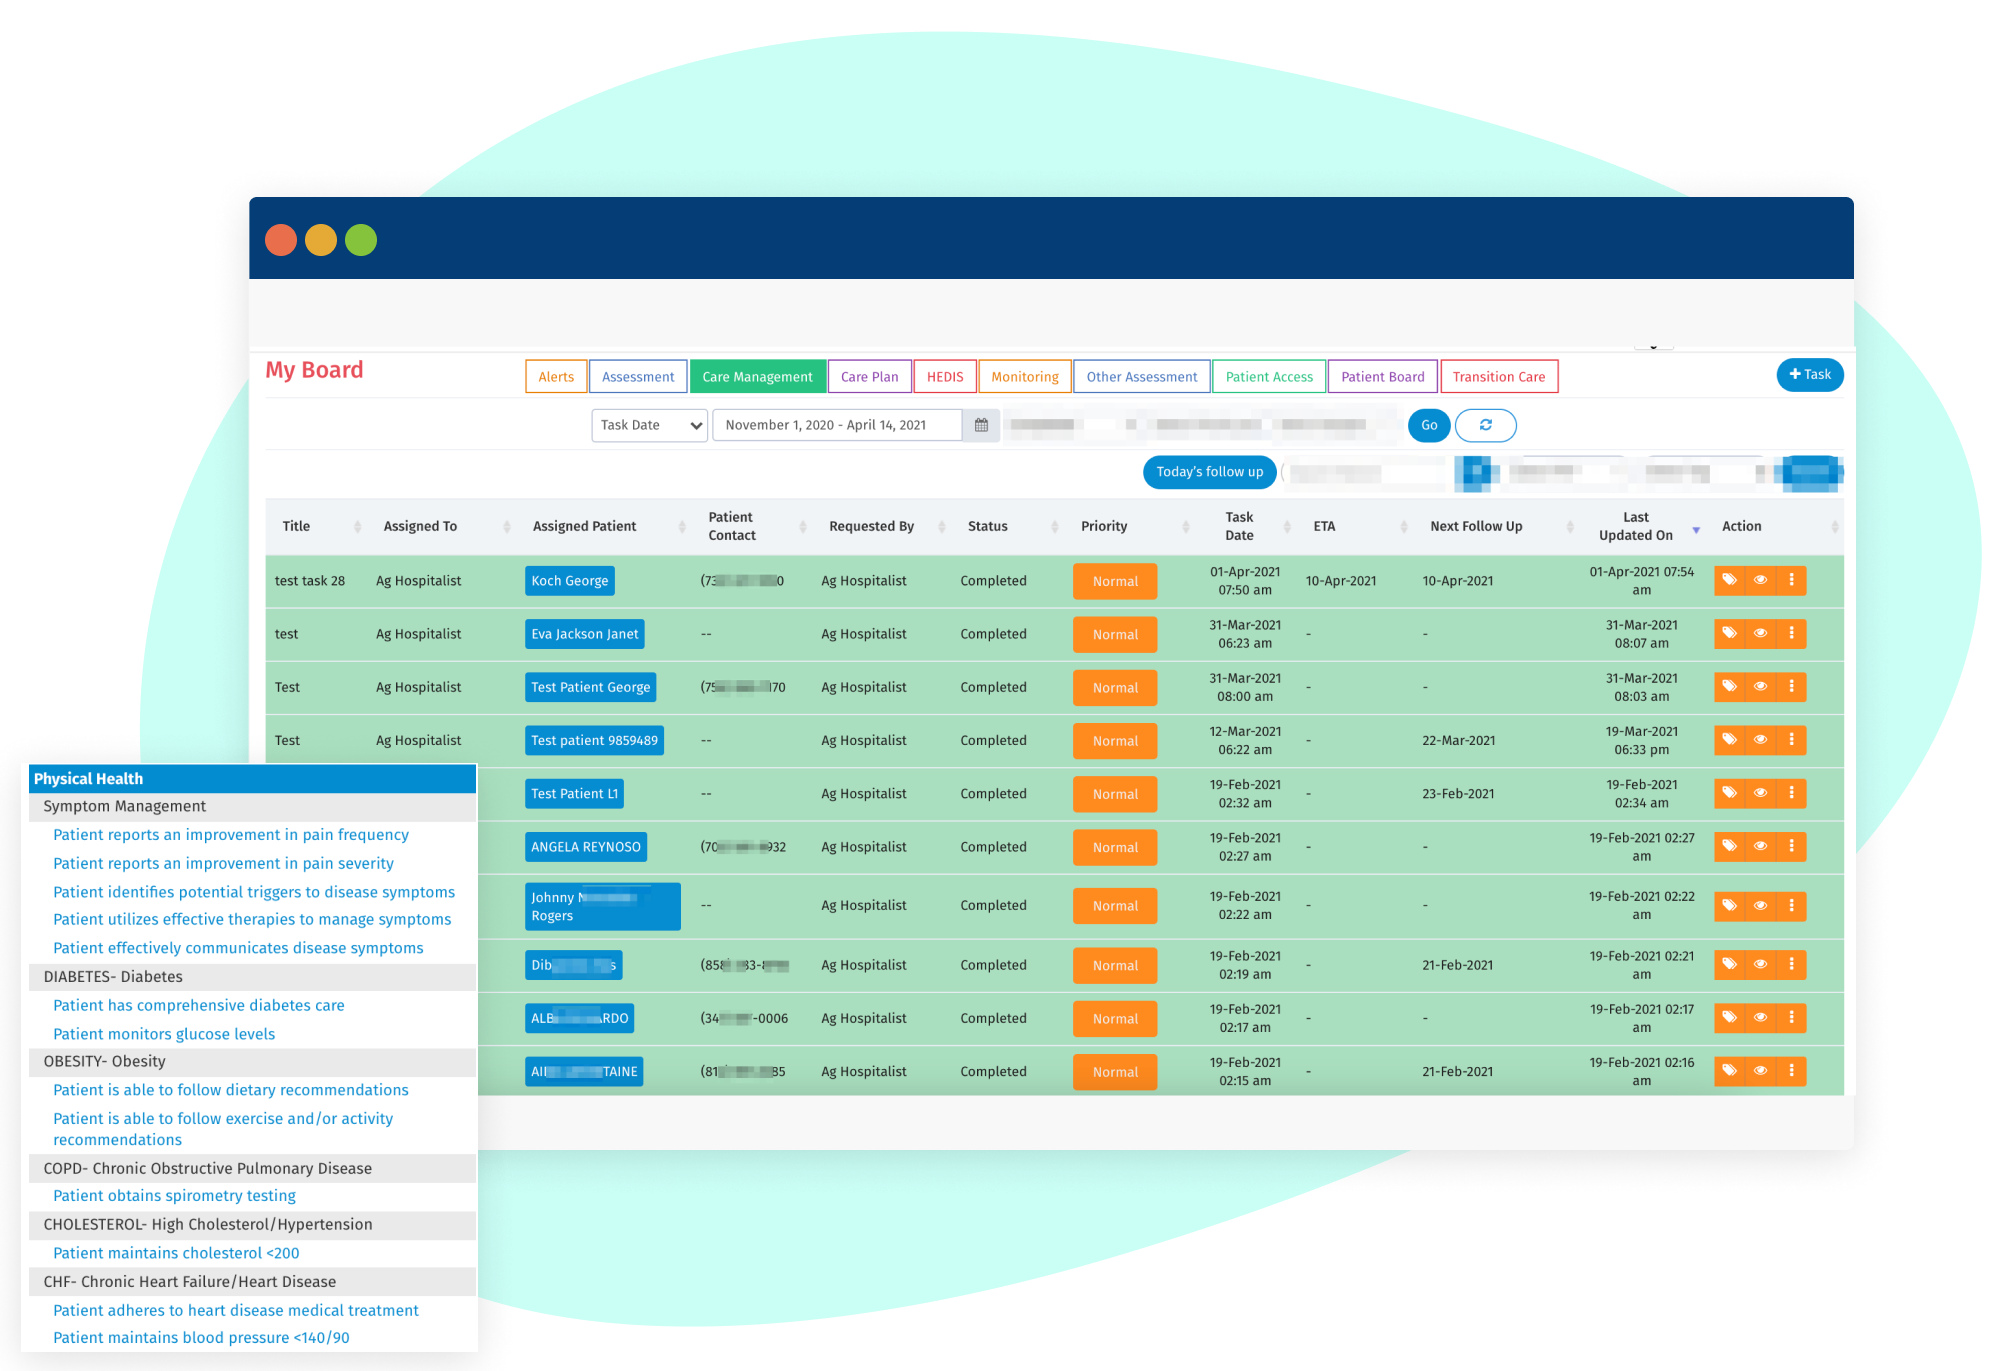 My Board
Alerts Assessment Care Management Care Plan HEDIS Monitoring Other Assessment Patient Access Patient Board Transition Care
+ Task
Task Date November 1, 2020 - April 14, 2021 Go
Today's follow up
Title Assigned To Assigned Patient Patient Contact Requested By Status Priority Task Date ETA Next Follow Up Last Updated On Action
test task 28 Ag Hospitalist Koch George (73 0 Ag Hospitalist Completed Normal 01-Apr-2021 07:50 am 10-Apr-2021 10-Apr-2021 01-Apr-2021 07:54 am
test Ag Hospitalist Eva Jackson Janet -- Ag Hospitalist Completed Normal 31-Mar-2021 06:23 am - - 31-Mar-2021 08:07 am
Test Ag Hospitalist Test Patient George (75 170 Ag Hospitalist Completed Normal 31-Mar-2021 08:00 am - - 31-Mar-2021 08:03 am
Test Ag Hospitalist Test patient 9859489 -- Ag Hospitalist Completed Normal 12-Mar-2021 06:22 am - 22-Mar-2021 19-Mar-2021 06:33 pm
Test Patient L1 -- Ag Hospitalist Completed Normal 19-Feb-2021 02:32 am - 23-Feb-2021 19-Feb-2021 02:34 am
ANGELA REYNOSO (70 932 Ag Hospitalist Completed Normal 19-Feb-2021 02:27 am - - 19-Feb-2021 02:27 am
Johnny Rogers -- Ag Hospitalist Completed Normal 19-Feb-2021 02:22 am - - 19-Feb-2021 02:22 am
Dib s (858 33-8 Ag Hospitalist Completed Normal 19-Feb-2021 02:19 am - 21-Feb-2021 19-Feb-2021 02:21 am
ALB RDO (34 -0006 Ag Hospitalist Completed Normal 19-Feb-2021 02:17 am - - 19-Feb-2021 02:17 am
TAINE (81 85 Ag Hospitalist Completed Normal 19-Feb-2021 02:15 am - 21-Feb-2021 19-Feb-2021 02:16 am
Physical Health
Symptom Management
Patient reports an improvement in pain frequency
Patient reports an improvement in pain severity
Patient identifies potential triggers to disease symptoms
Patient utilizes effective therapies to manage symptoms
Patient effectively communicates disease symptoms
DIABETES- Diabetes
Patient has comprehensive diabetes care
Patient monitors glucose levels
OBESITY- Obesity
Patient is able to follow dietary recommendations
Patient is able to follow exercise and/or activity
recommendations
COPD- Chronic Obstructive Pulmonary Disease
Patient obtains spirometry testing
CHOLESTEROL- High Cholesterol/Hypertension
Patient maintains cholesterol <200
CHF- Chronic Heart Failure/Heart Disease
Patient adheres to heart disease medical treatment
Patient maintains blood pressure <140/90